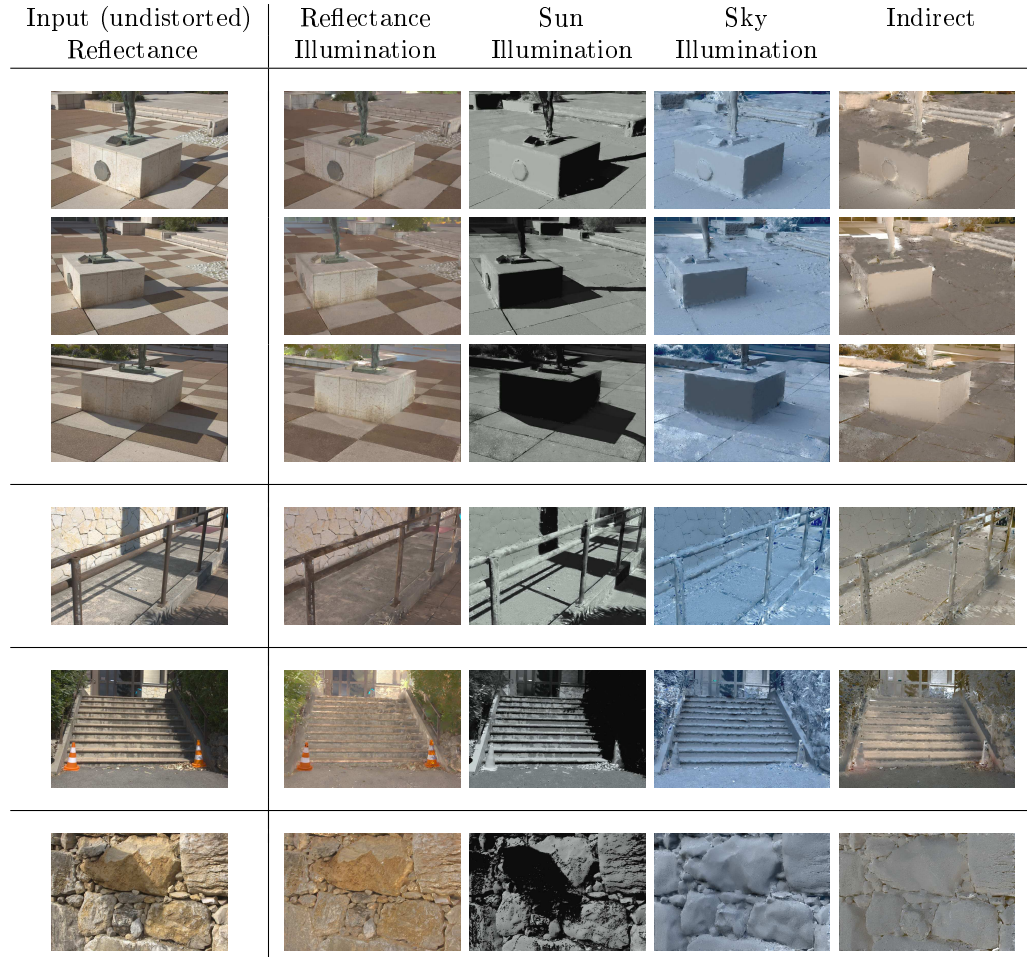 Input (undistorted) Reflectance Sun Sky Indirect
Reflectance Illumination Illumination Illumination